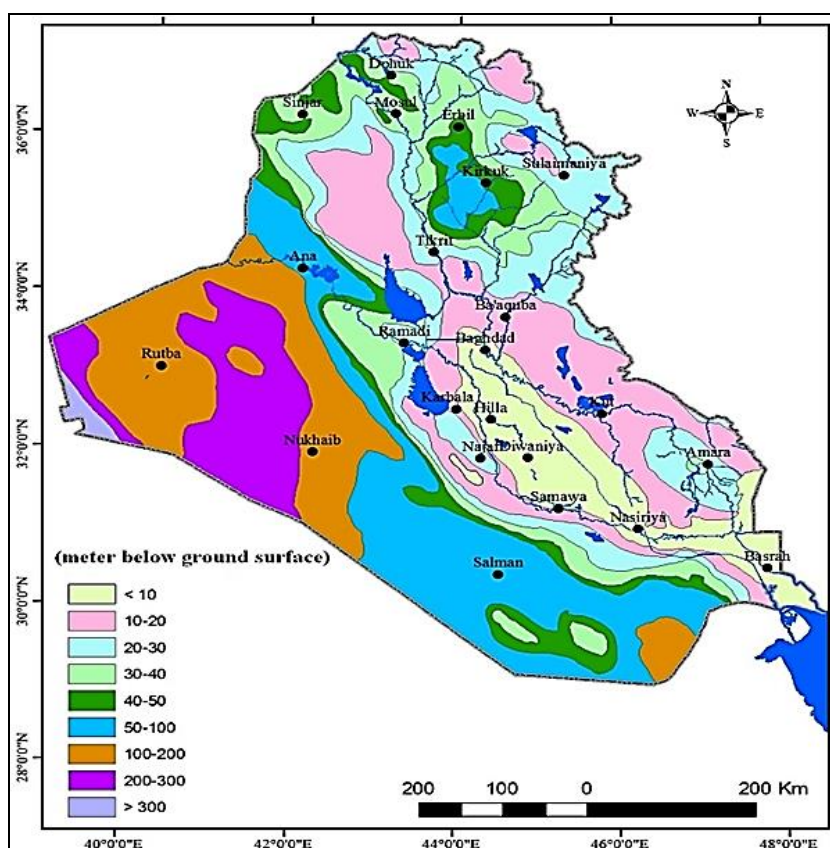 N
W E
S
Dohuk
Sinjar
Mosul
Erbil
Sulaimaniya
Kirkuk
Tikrit
Ana
Ba'aquba
Ramadi
Baghdad
Rutba
Karbala
Hilla
Kut
Nukhaib
Najaf
Diwaniya
Amara
Samawa
Nasiriya
Basrah
Salman
36°0'0"N
34°0'0"N
32°0'0"N
30°0'0"N
28°0'0"N
(meter below ground surface)
< 10
10-20
20-30
30-40
40-50
50-100
100-200
200-300
> 300
200 100 0 200 Km
40°0'0"E 42°0'0"E 44°0'0"E 46°0'0"E 48°0'0"E